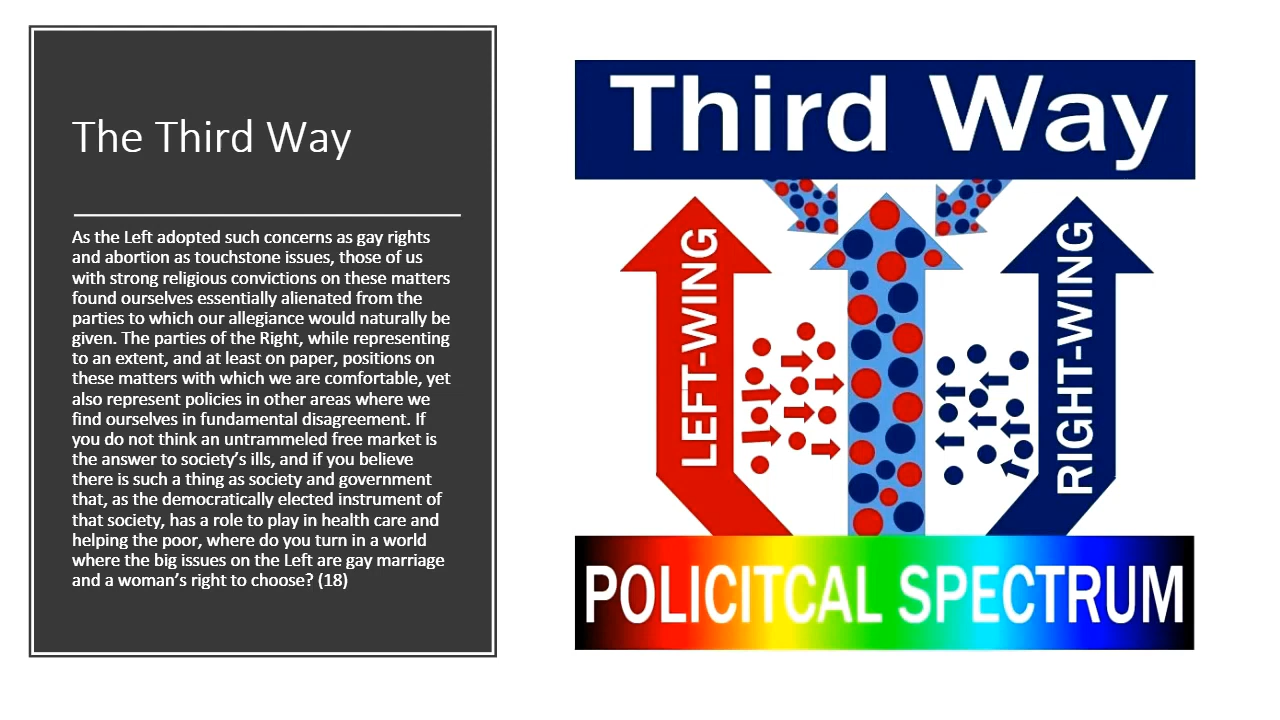 The Third Way
As the Left adopted such concerns as gay rights
and abortion as touchstone issues, those of us
with strong religious convictions on these matters
found ourselves essentially alienated from the
parties to which our allegiance would naturally be
given. The parties of the Right, while representing
to an extent, and at least on paper, positions on
these matters with which we are comfortable, yet
also represent policies in other areas where we
find ourselves in fundamental disagreement. If
you do not think an untrammeled free market is
the answer to society’s ills, and if you believe
there is such a thing as society and government
that, as the democratically elected instrument of
that society, has a role to play in health care and
helping the poor, where do you turn in a world
where the big issues on the Left are gay marriage
and a woman’s right to choose? (18)
Third Way
LEFT-WING
RIGHT-WING
POLICITCAL SPECTRUM